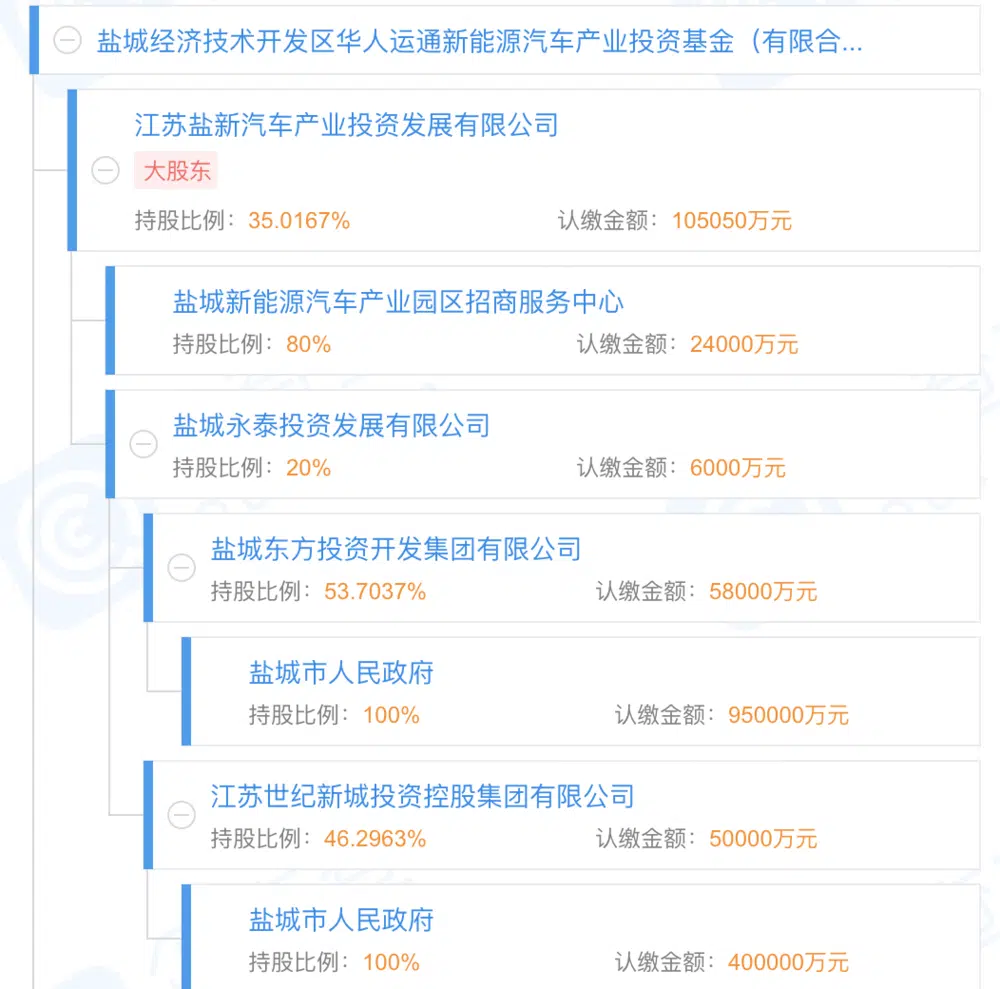 盐城经济技术开发区华人运通新能源汽车产业投资基金（有限合...
江苏盐新汽车产业投资发展有限公司
大股东
持股比例：35.0167% 认缴金额：105050万元
盐城新能源汽车产业园区招商服务中心
持股比例：80% 认缴金额：24000万元
盐城永泰投资发展有限公司
持股比例：20% 认缴金额：6000万元
盐城东方投资开发集团有限公司
持股比例：53.7037% 认缴金额：58000万元
盐城市人民政府
持股比例：100% 认缴金额：950000万元
江苏世纪新城投资控股集团有限公司
持股比例：46.2963% 认缴金额：50000万元
盐城市人民政府
持股比例：100% 认缴金额：400000万元